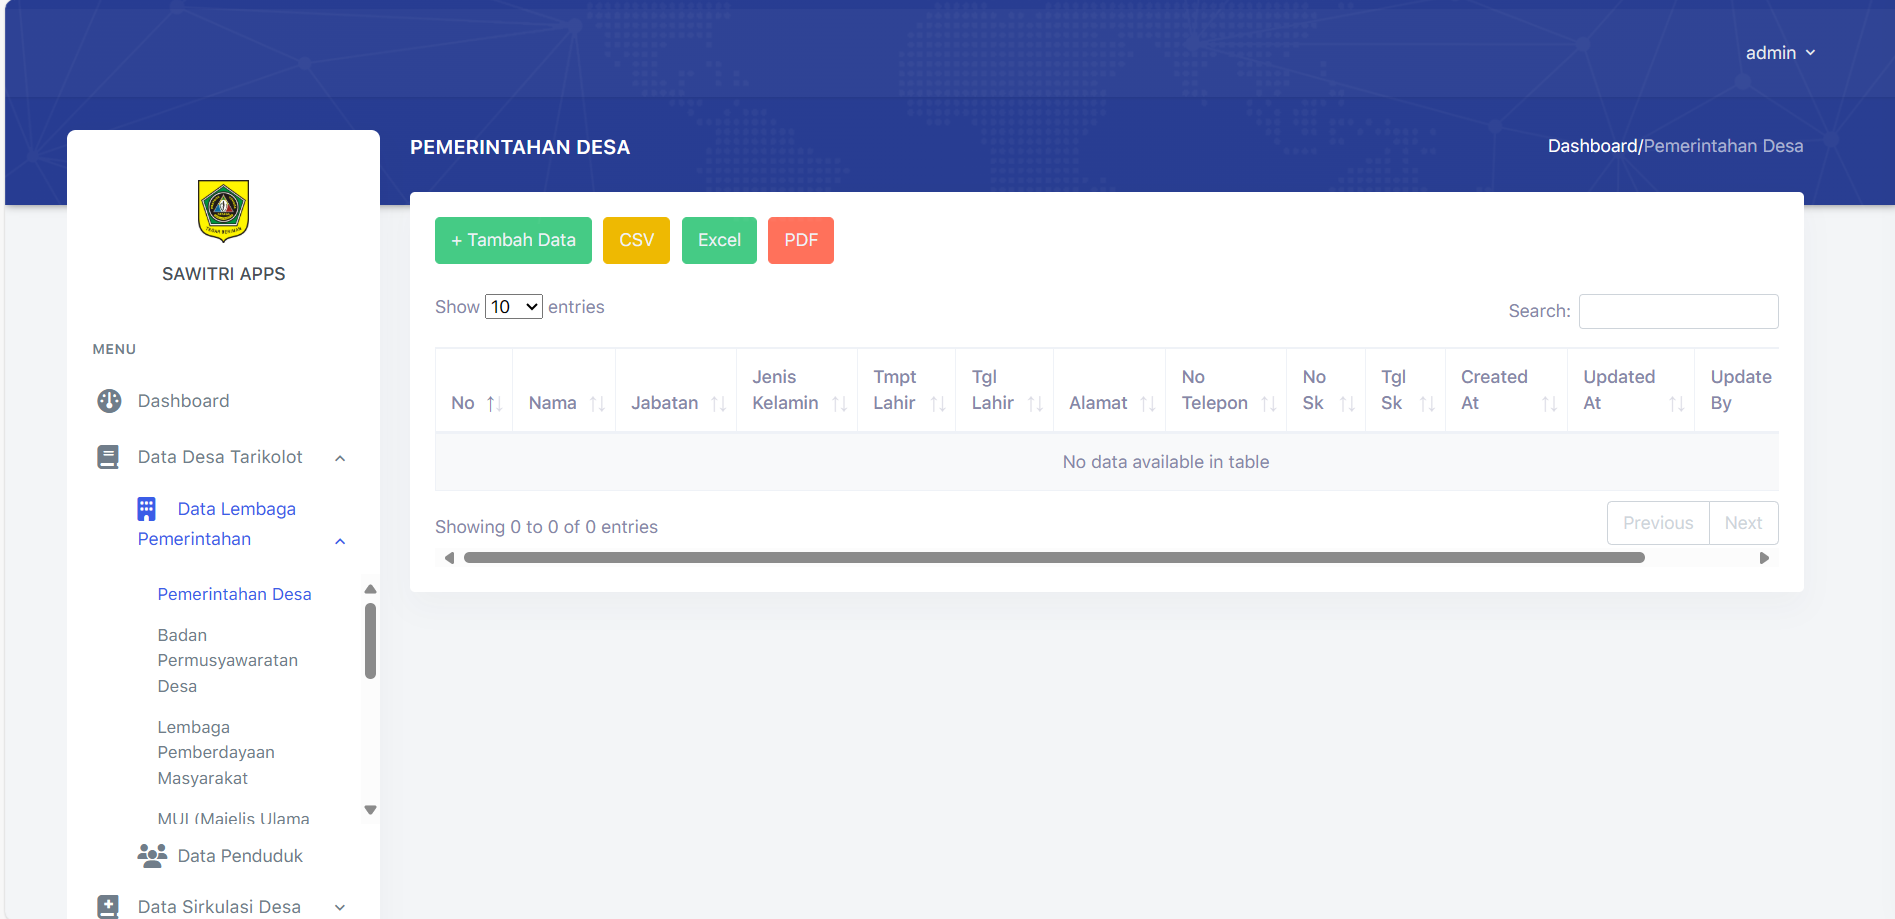 admin
PEMERINTAHAN DESA
Dashboard/Pemerintahan Desa
SAWITRI APPS
MENU
Dashboard
Data Desa Tarikolot
Data Lembaga
Pemerintahan
Pemerintahan Desa
Badan
Permusyawaratan
Desa
Lembaga
Pemberdayaan
Masyarakat
MUI (Majelis Ulama
Data Penduduk
Data Sirkulasi Desa
+ Tambah Data CSV Excel PDF
Show 10 entries
Search:
No Nama Jabatan Jenis Kelamin Tmpt Lahir Tgl Lahir Alamat No Telepon No Sk Tgl Sk Created At Updated At Update By
No data available in table
Showing 0 to 0 of 0 entries
Previous Next